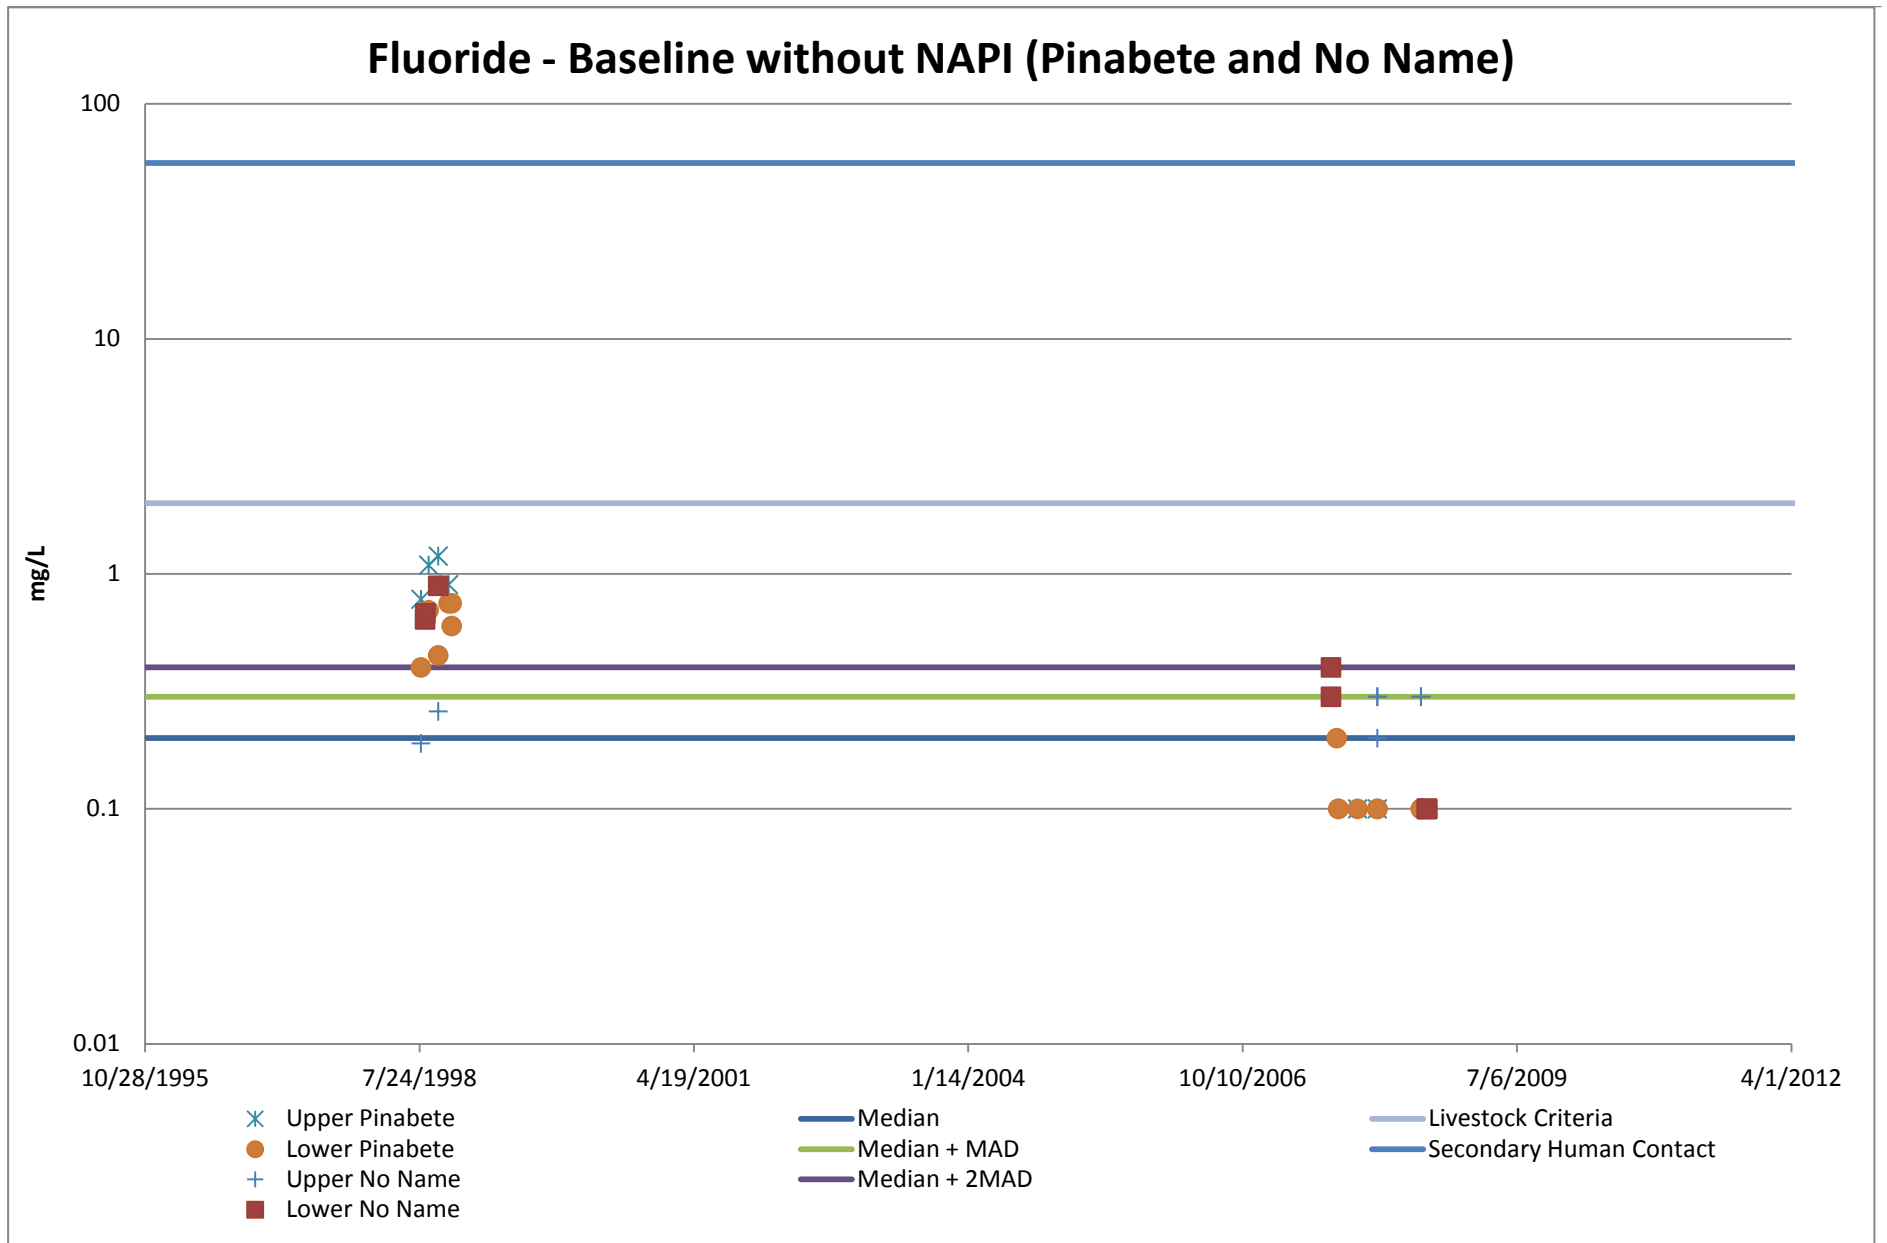 Fluoride - Baseline without NAPI (Pinabete and No Name)
100
10
1
0.1
0.01
mg/L
10/28/1995 7/24/1998 4/19/2001 1/14/2004 10/10/2006 7/6/2009 4/1/2012
Upper Pinabete Median Livestock Criteria
Lower Pinabete Median + MAD Secondary Human Contact
Upper No Name Median + 2MAD
Lower No Name